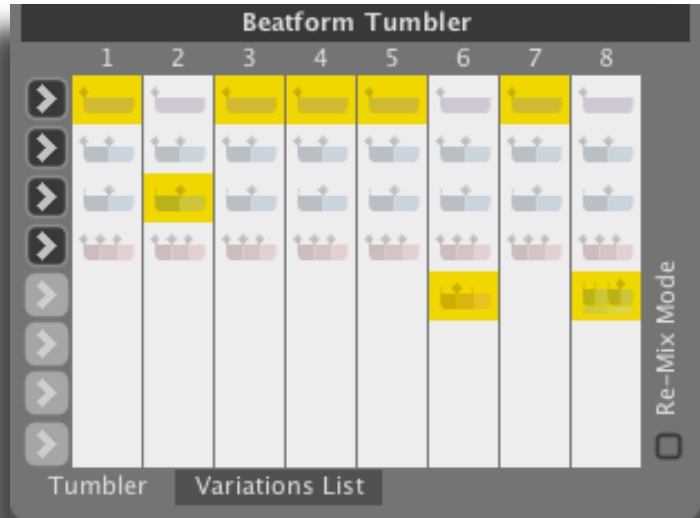 Beatform Tumbler
1 2 3 4 5 6 7 8
Re-Mix Mode
Tumbler Variations List